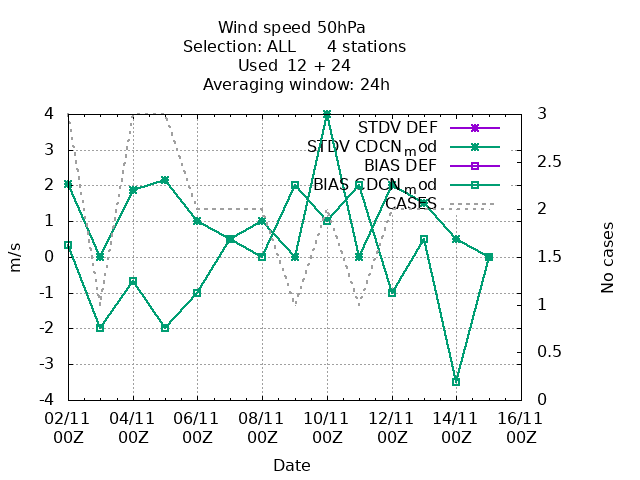 Wind speed 50hPa
Selection: ALL 4 stations
Used 12 + 24
Averaging window: 24h
STDV DEF
STDV CDCNmod
BIAS DEF
BIAS CDCNmod
CASES
4
3
2
1
0
-1
-2
-3
-4
m/s
3
2.5
2
1.5
1
0.5
0
No cases
02/11 04/11 06/11 08/11 10/11 12/11 14/11 16/11
00Z 00Z 00Z 00Z 00Z 00Z 00Z 00Z
Date